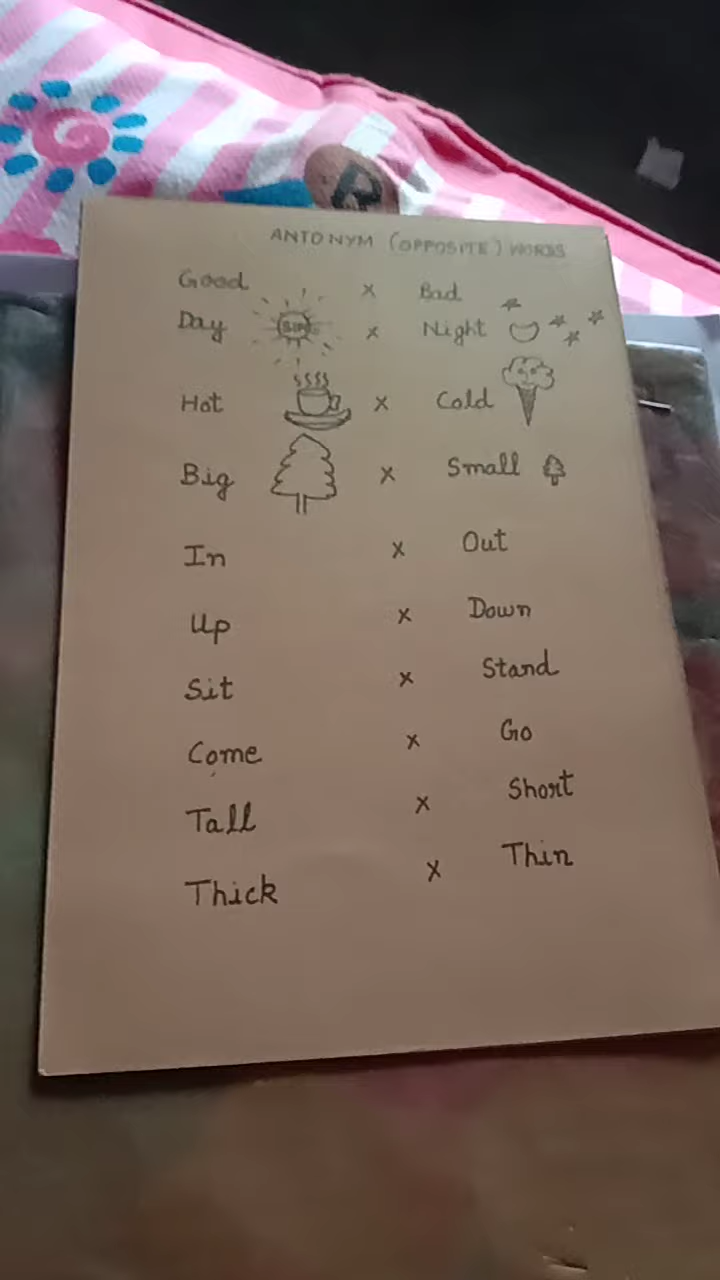 ANTONYM (OPPOSITE) WORDS
Good x Bad
Day SUN x Night
Hot x Cold
Big x Small
In x Out
Up x Down
Sit x Stand
Come x Go
Tall x Short
Thick x Thin